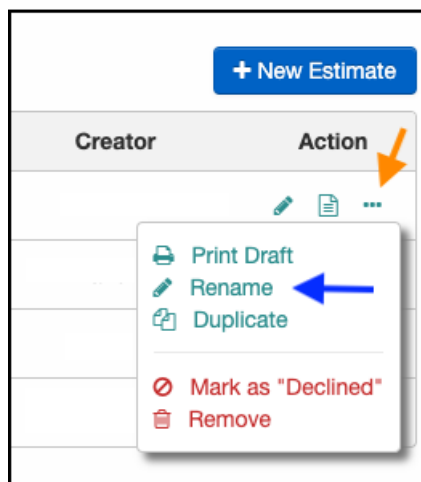 + New Estimate
Creator Action
Print Draft
Rename
Duplicate
Mark as "Declined"
Remove